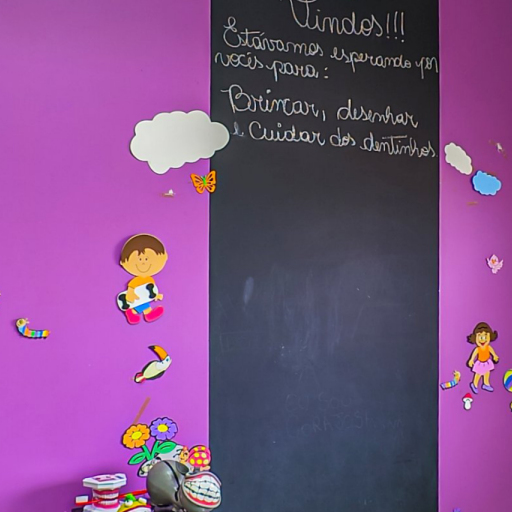 Vindos!!!
Estávamos esperando por
vocês para:
Brincar, desenhar
e cuidar dos dentinhos.